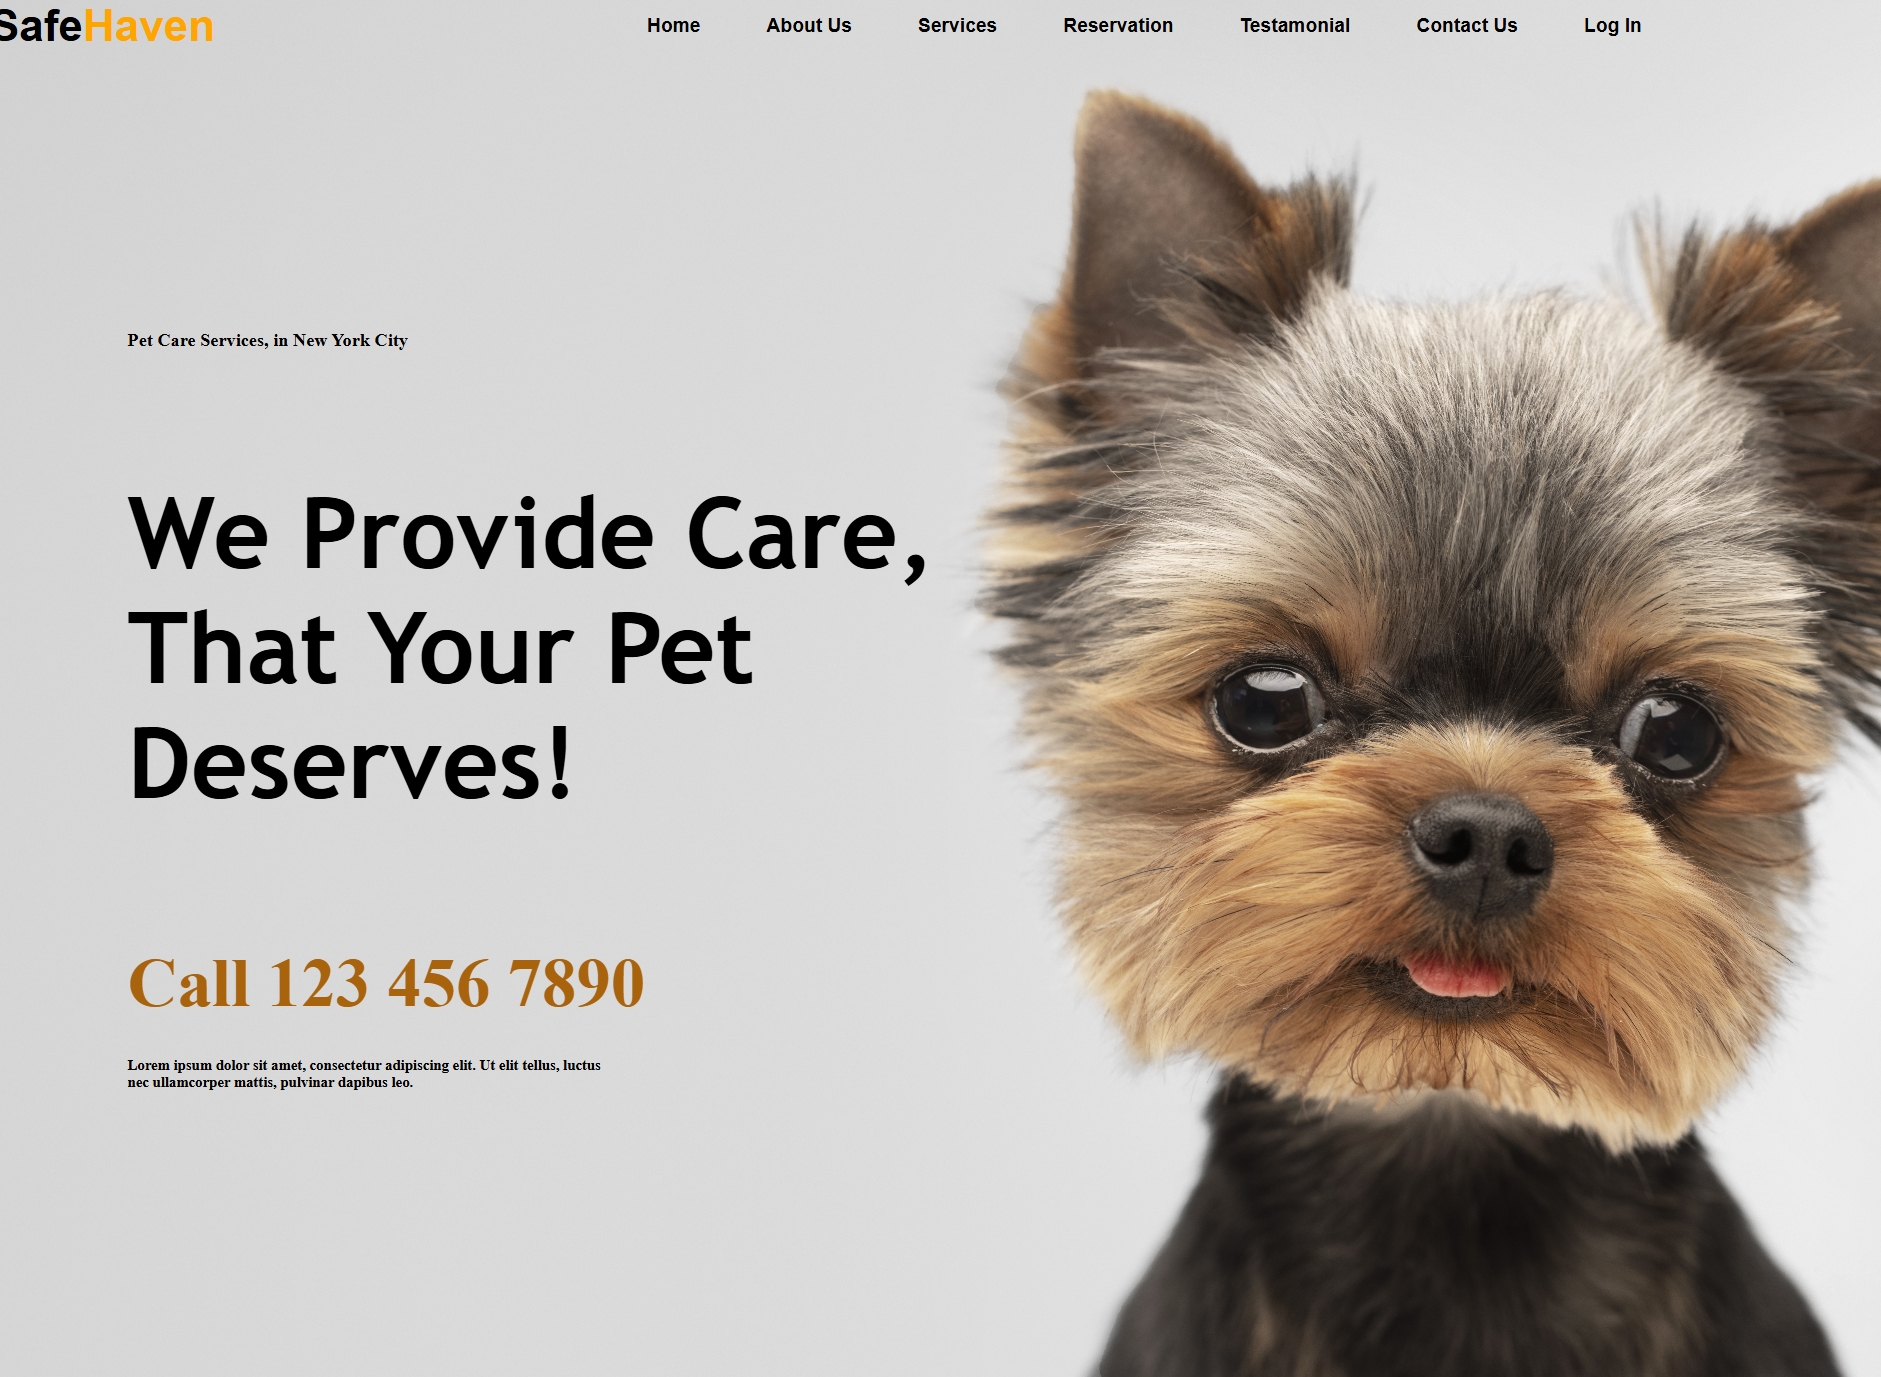 SafeHaven
Home About Us Services Reservation Testamonial Contact Us Log In
Pet Care Services, in New York City
We Provide Care,
That Your Pet
Deserves!
Call 123 456 7890
Lorem ipsum dolor sit amet, consectetur adipiscing elit. Ut elit tellus, luctus
nec ullamcorper mattis, pulvinar dapibus leo.